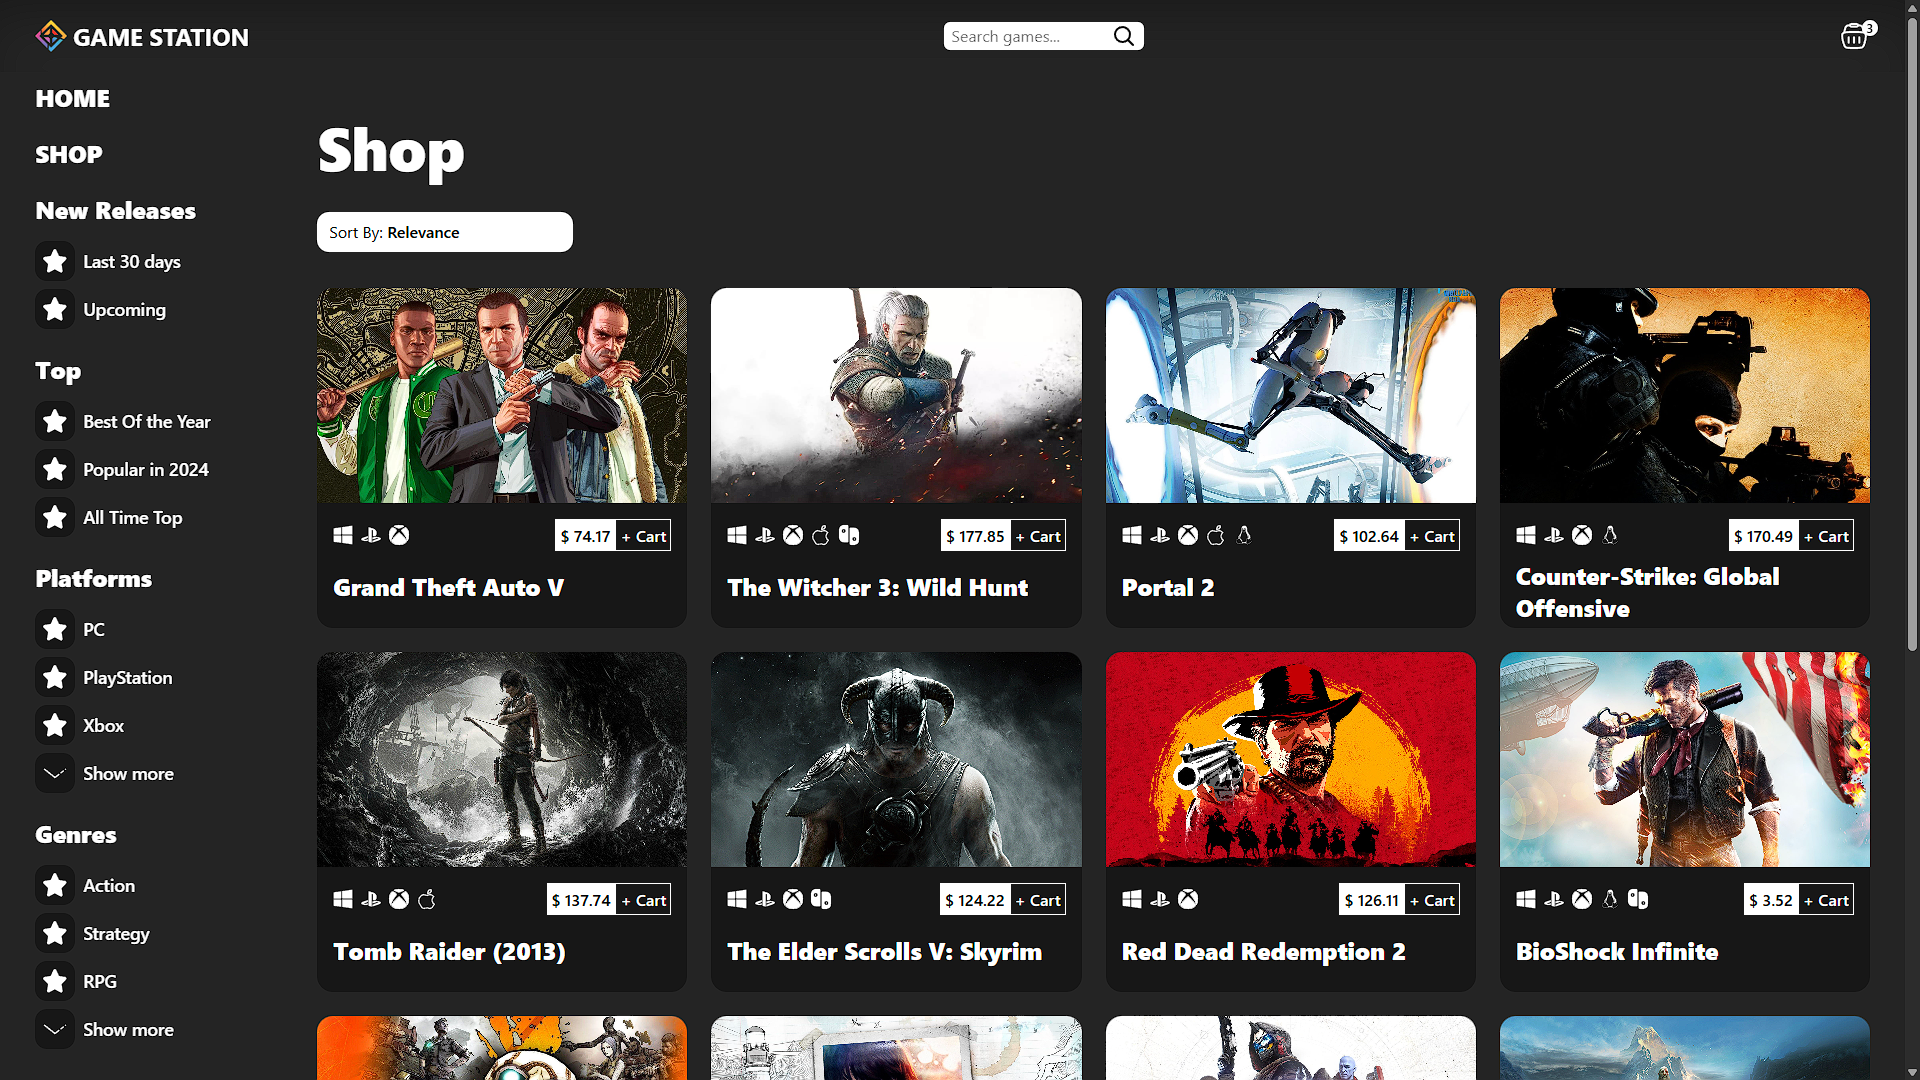 GAME STATION
Search games...
3
HOME
SHOP
New Releases
Last 30 days
Upcoming
Top
Best Of the Year
Popular in 2024
All Time Top
Platforms
PC
PlayStation
Xbox
Show more
Genres
Action
Strategy
RPG
Show more
Shop
Sort By: Relevance
$ 74.17 + Cart
Grand Theft Auto V
$ 177.85 + Cart
The Witcher 3: Wild Hunt
$ 102.64 + Cart
Portal 2
$ 170.49 + Cart
Counter-Strike: Global
Offensive
$ 137.74 + Cart
Tomb Raider (2013)
$ 124.22 + Cart
The Elder Scrolls V: Skyrim
$ 126.11 + Cart
Red Dead Redemption 2
$ 3.52 + Cart
BioShock Infinite